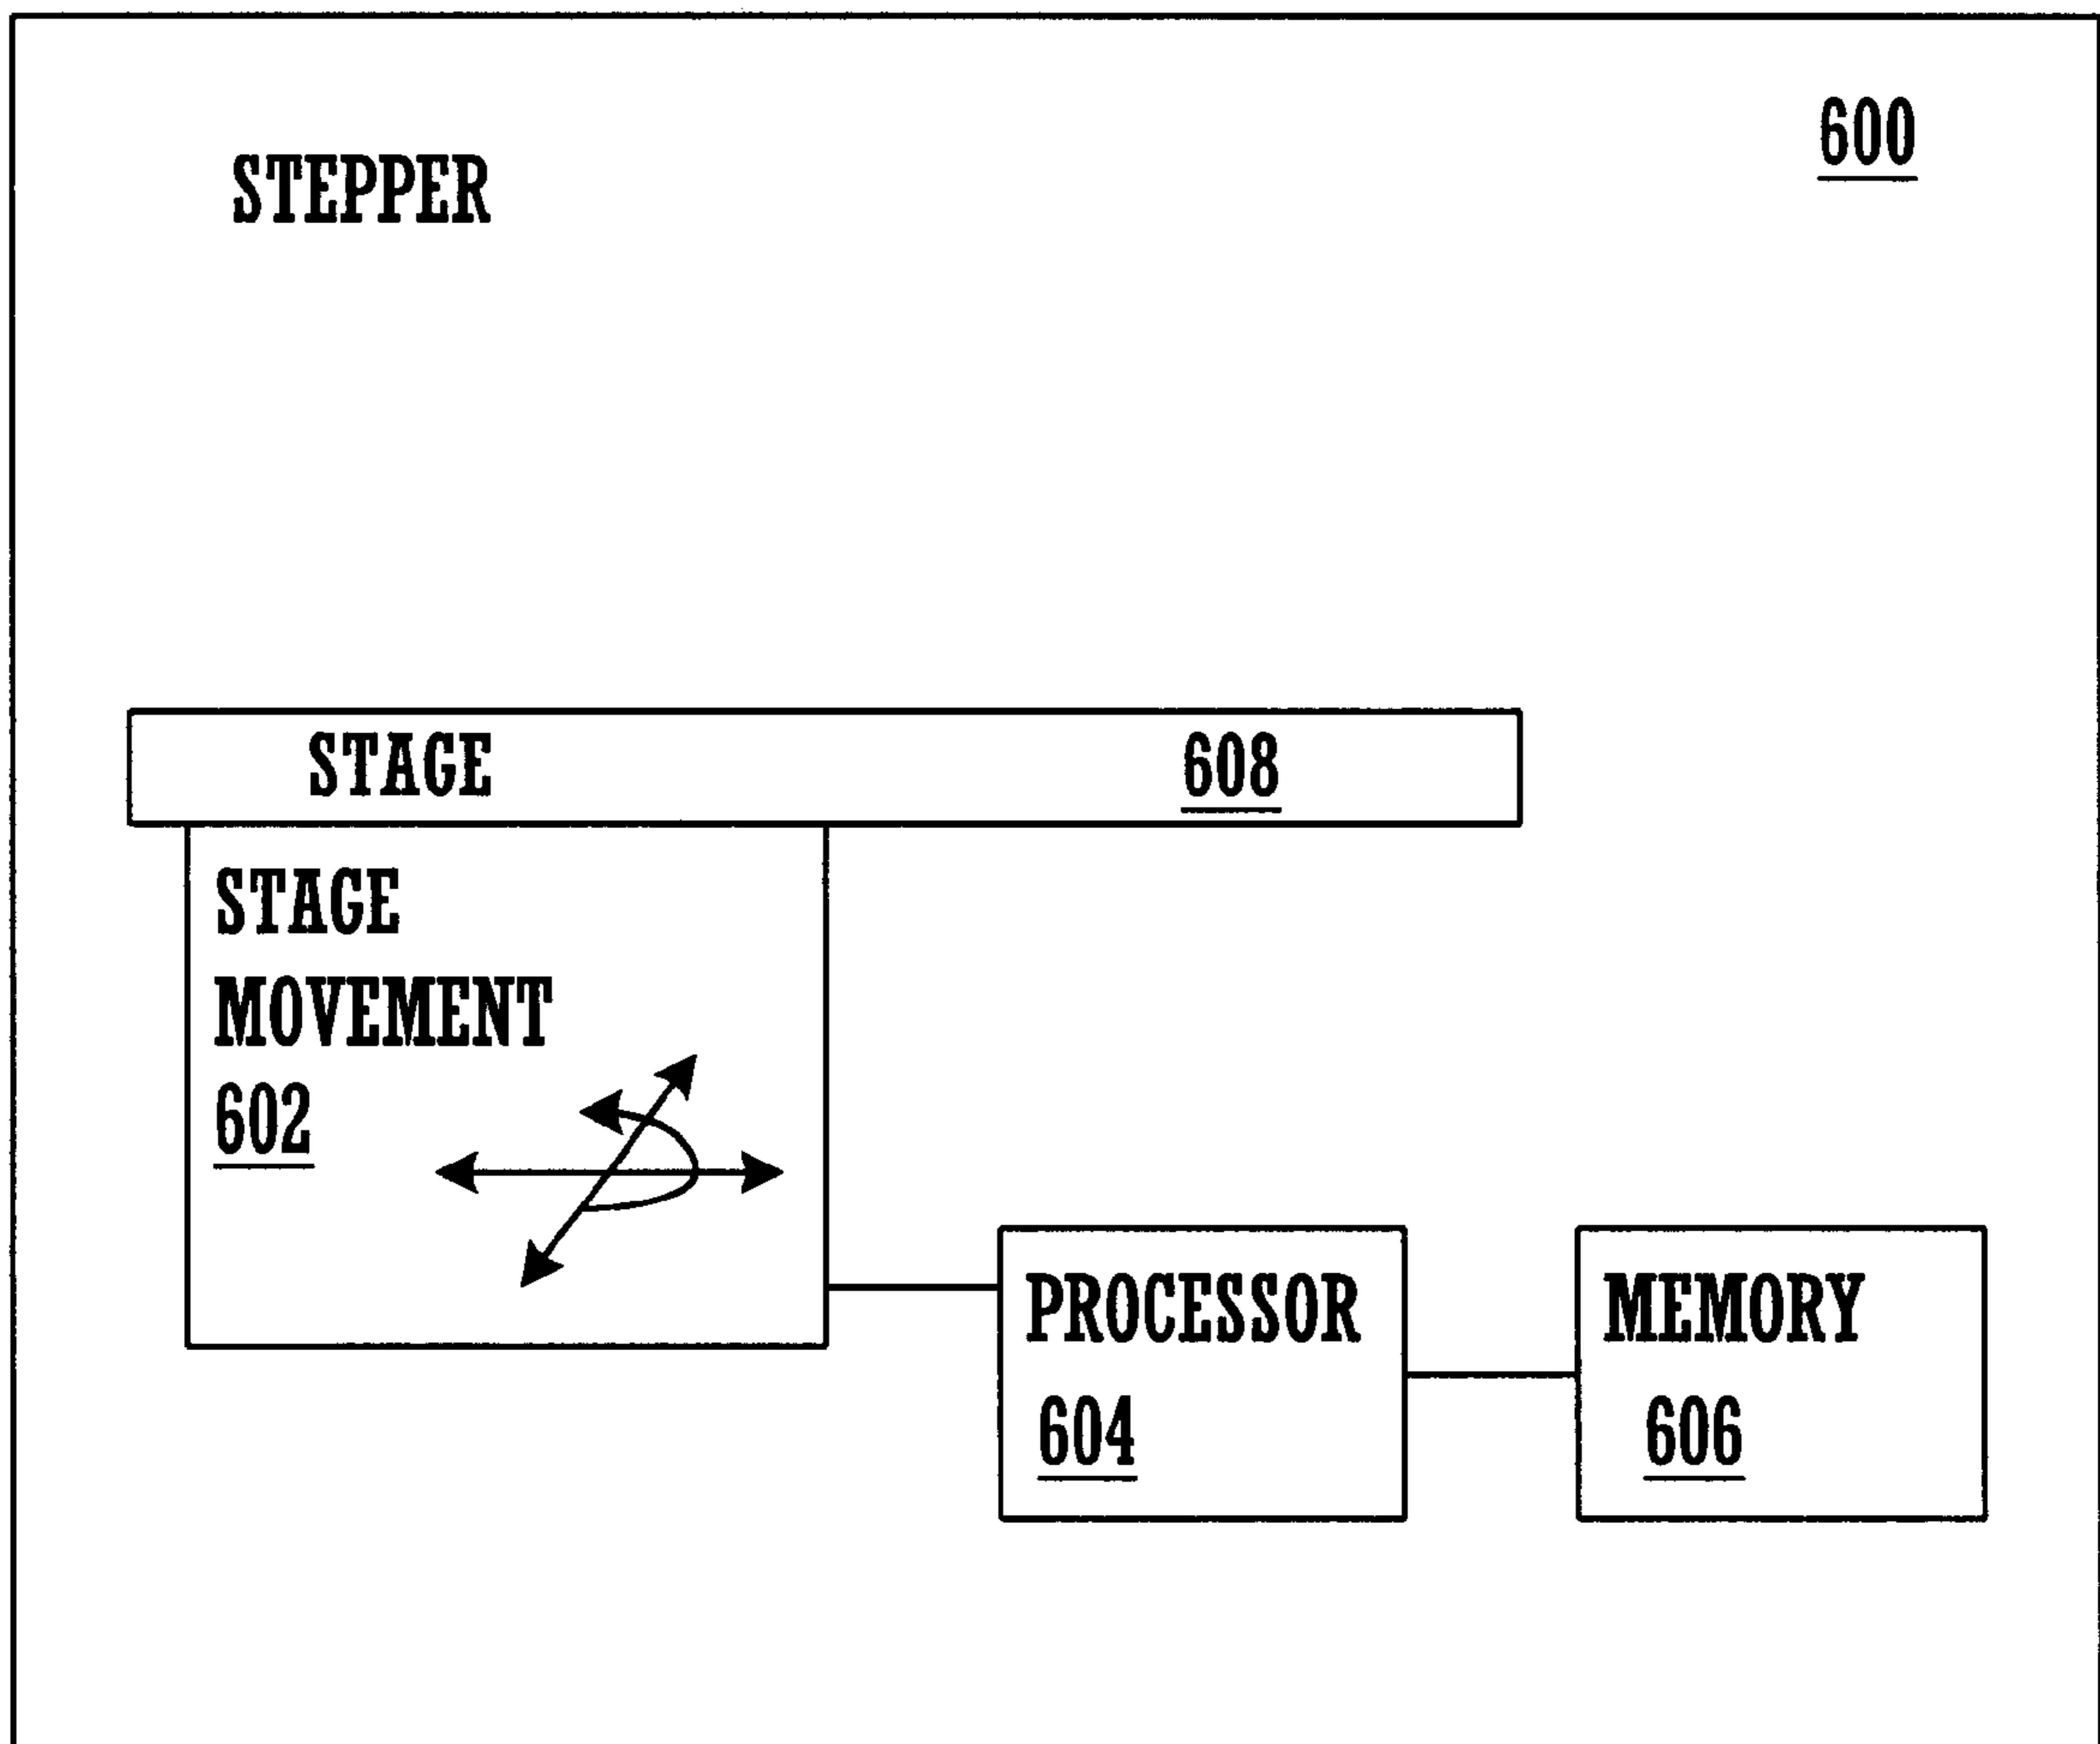 600
STEPPER
STAGE 608
STAGE
MOVEMENT
602
PROCESSOR
604
MEMORY
606